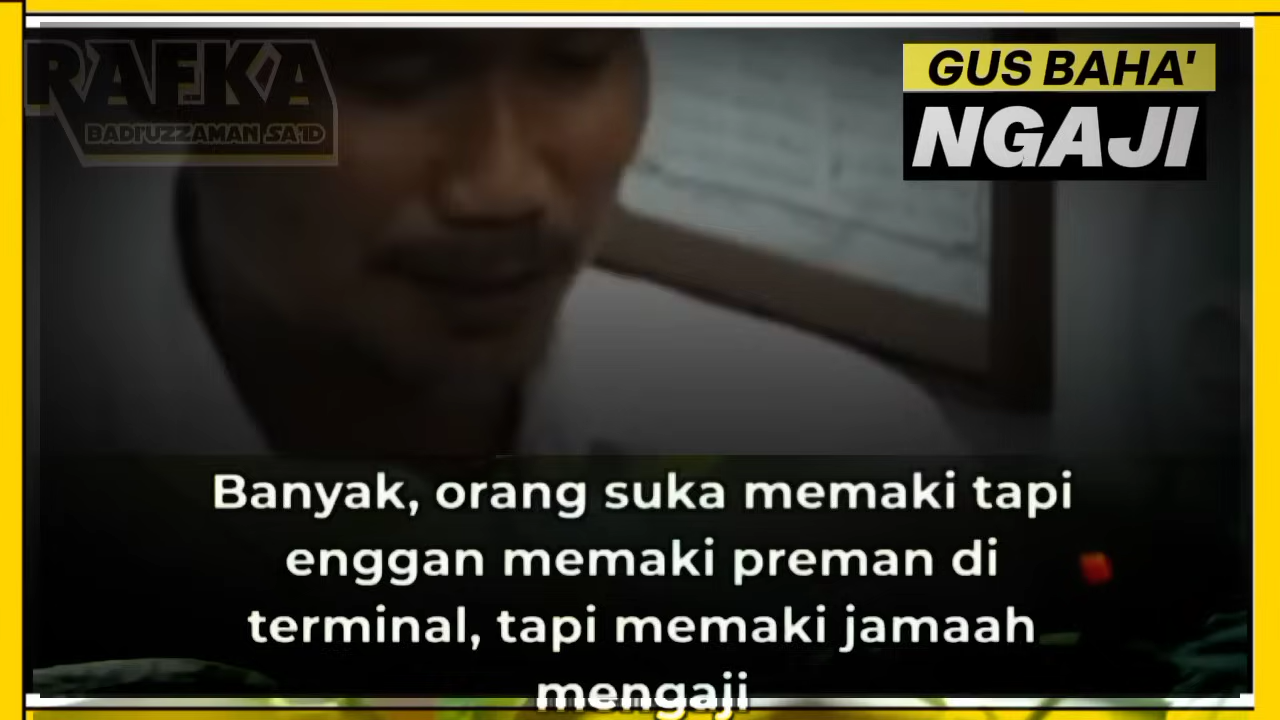 RAFKA
BADI'UZZAMAN SA'ID
GUS BAHA'
NGAJI
Banyak, orang suka memaki tapi
enggan memaki preman di
terminal, tapi memaki jamaah
mengaji